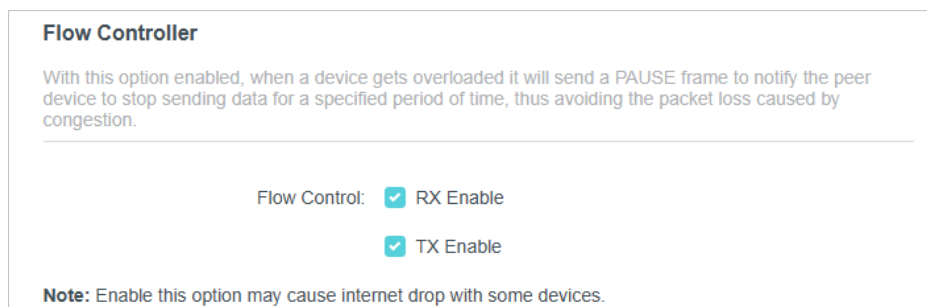 Flow Controller
With this option enabled, when a device gets overloaded it will send a PAUSE frame to notify the peer
device to stop sending data for a specified period of time, thus avoiding the packet loss caused by
congestion.
Flow Control: RX Enable
TX Enable
Note: Enable this option may cause internet drop with some devices.